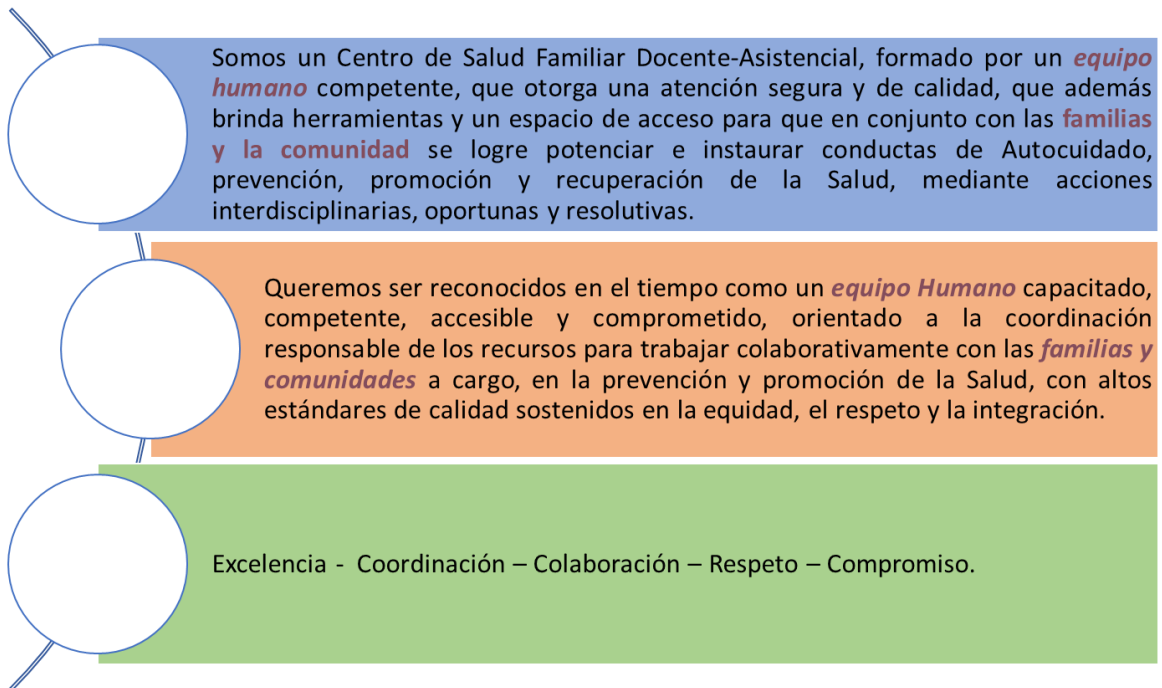 Somos un Centro de Salud Familiar Docente-Asistencial, formado por un equipo
humano competente, que otorga una atención segura y de calidad, que además
brinda herramientas y un espacio de acceso para que en conjunto con las familias
y la comunidad se logre potenciar e instaurar conductas de Autocuidado,
prevención, promoción y recuperación de la Salud, mediante acciones
interdisciplinarias, oportunas y resolutivas.
Queremos ser reconocidos en el tiempo como un equipo Humano capacitado,
competente, accesible y comprometido, orientado a la coordinación
responsable de los recursos para trabajar colaborativamente con las familias y
comunidades a cargo, en la prevención y promoción de la Salud, con altos
estándares de calidad sostenidos en la equidad, el respeto y la integración.
Excelencia - Coordinación – Colaboración – Respeto – Compromiso.